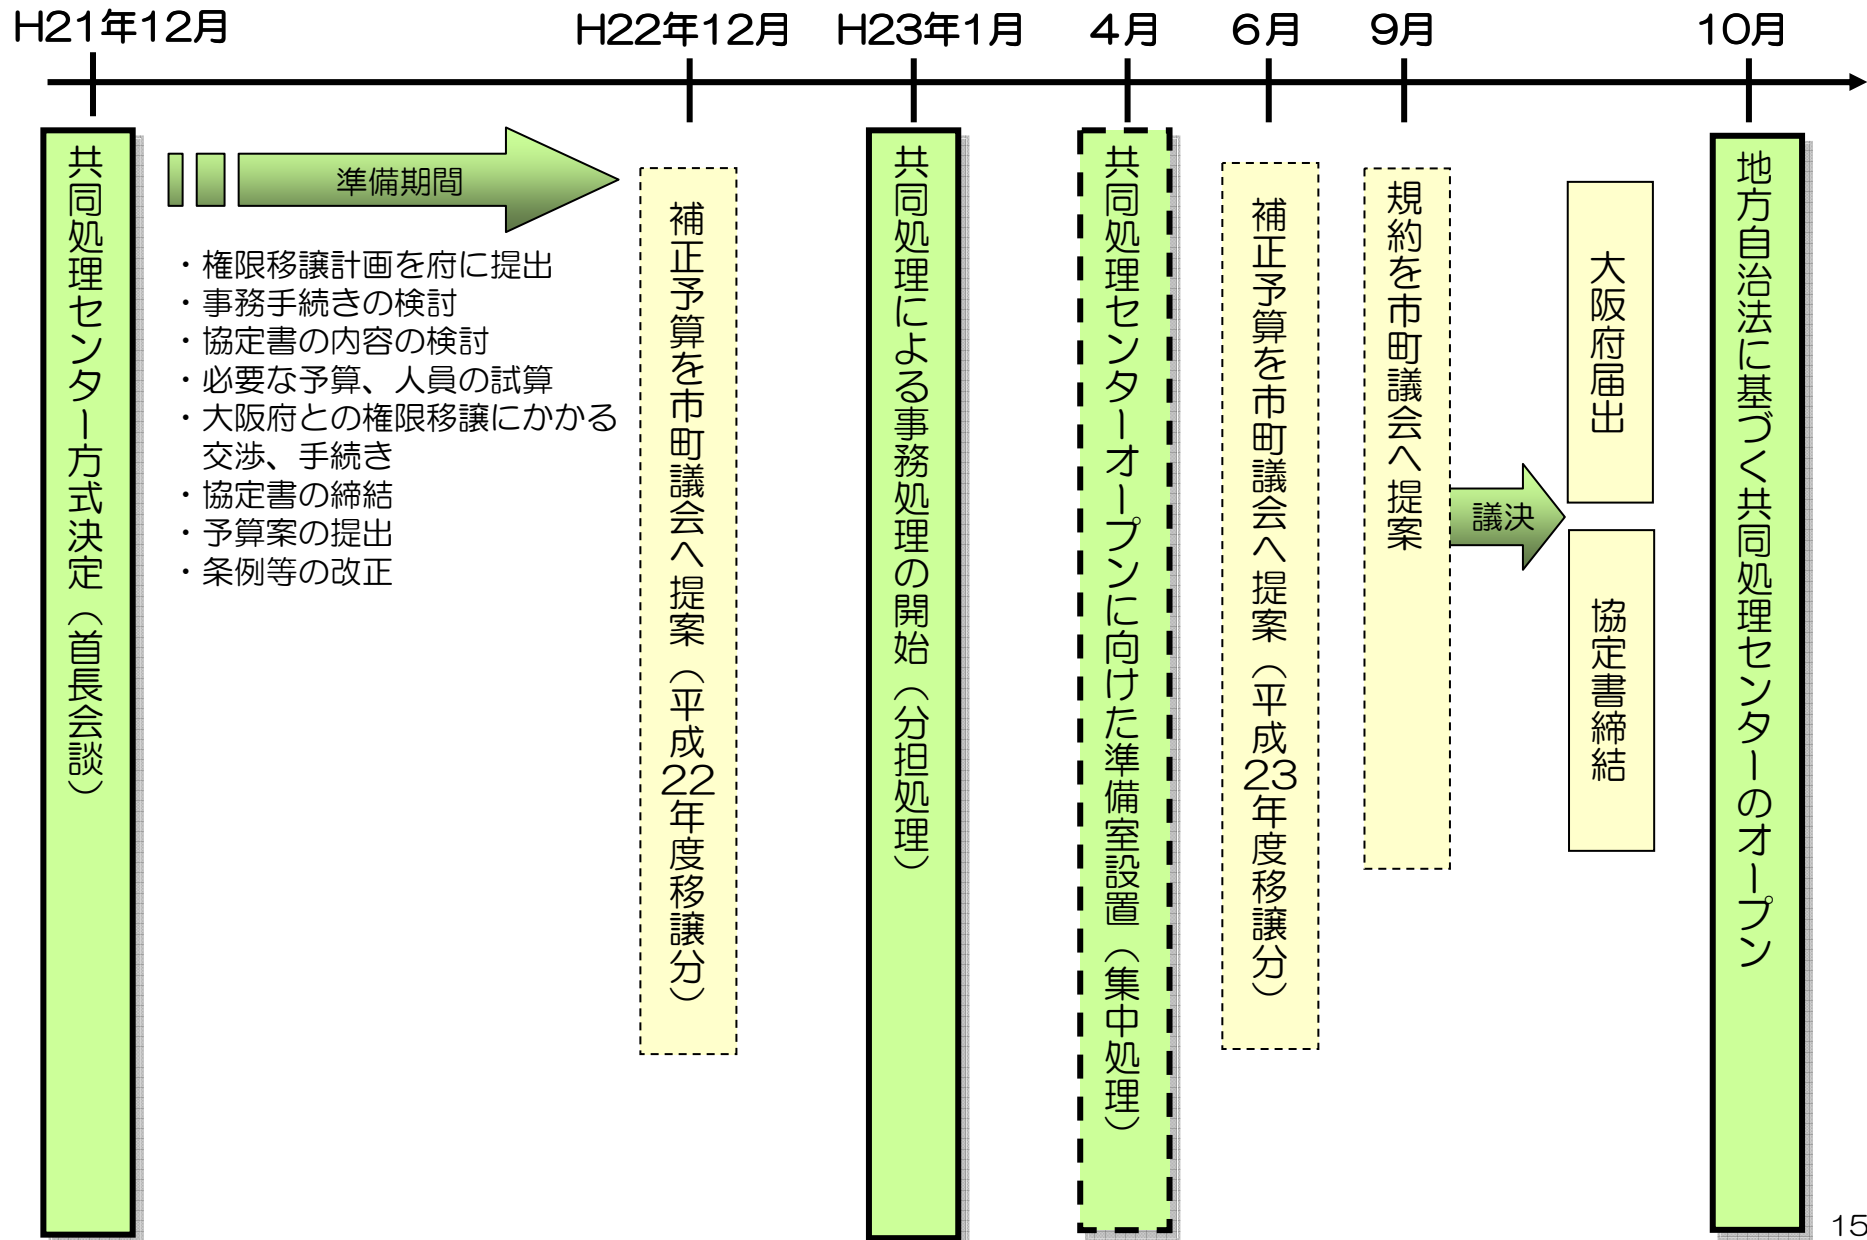 H21年12月
H22年12月
H23年1月
4月
6月
9月
10月
共同処理センター方式決定（首長会談）
準備期間
・権限移譲計画を府に提出
・事務手続きの検討
・協定書の内容の検討
・必要な予算、人員の試算
・大阪府との権限移譲にかかる
交渉、手続き
・協定書の締結
・予算案の提出
・条例等の改正
補正予算を市町議会へ提案（平成22年度移譲分）
共同処理による事務処理の開始（分担処理）
共同処理センターオープンに向けた準備室設置（集中処理）
補正予算を市町議会へ提案（平成23年度移譲分）
規約を市町議会へ提案
議決
大阪府届出
協定書締結
地方自治法に基づく共同処理センターのオープン
15